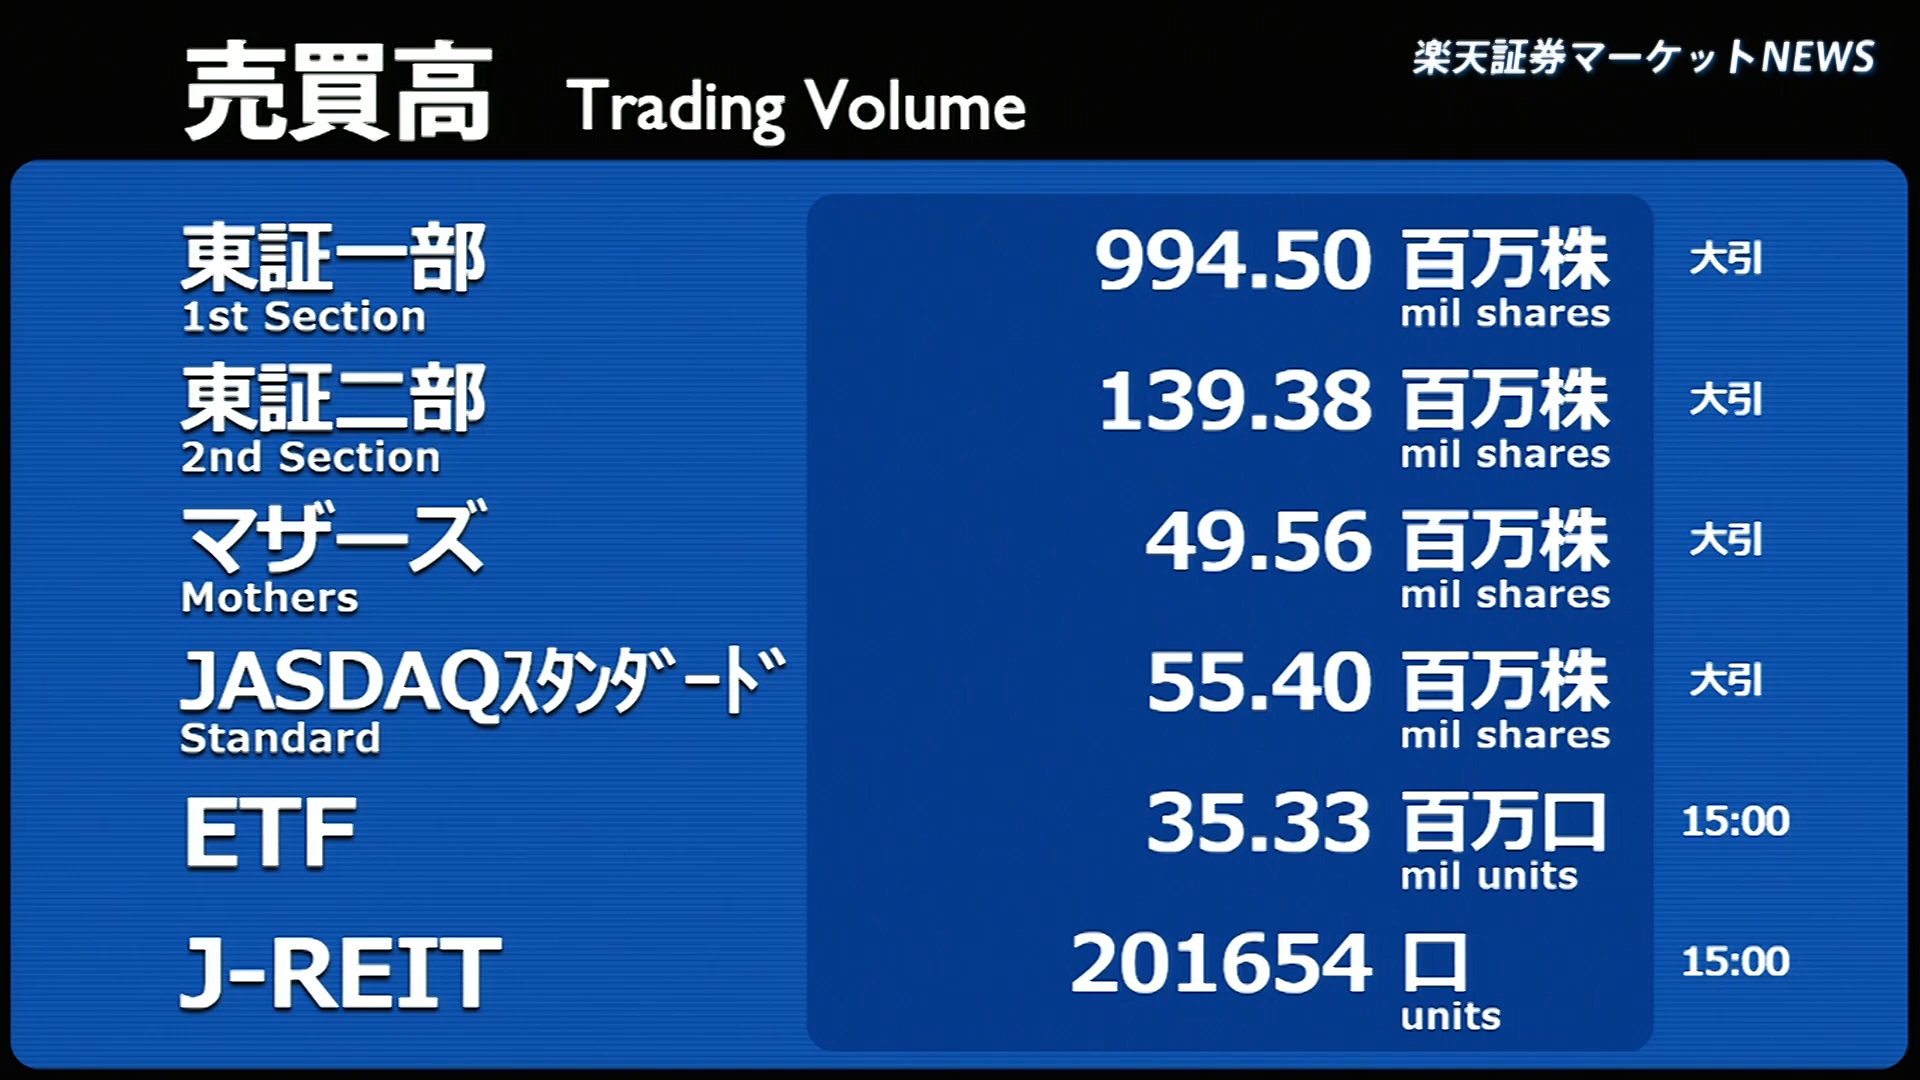 売買高 Trading Volume
楽天証券マーケットNEWS
東証一部 994.50 百万株 大引
1st Section mil shares
東証二部 139.38 百万株 大引
2nd Section mil shares
マザーズ 49.56 百万株 大引
Mothers mil shares
JASDAQｽﾀﾝﾀﾞｰﾄﾞ 55.40 百万株 大引
Standard mil shares
ETF 35.33 百万口 15:00
mil units
J-REIT 201654 口 15:00
units